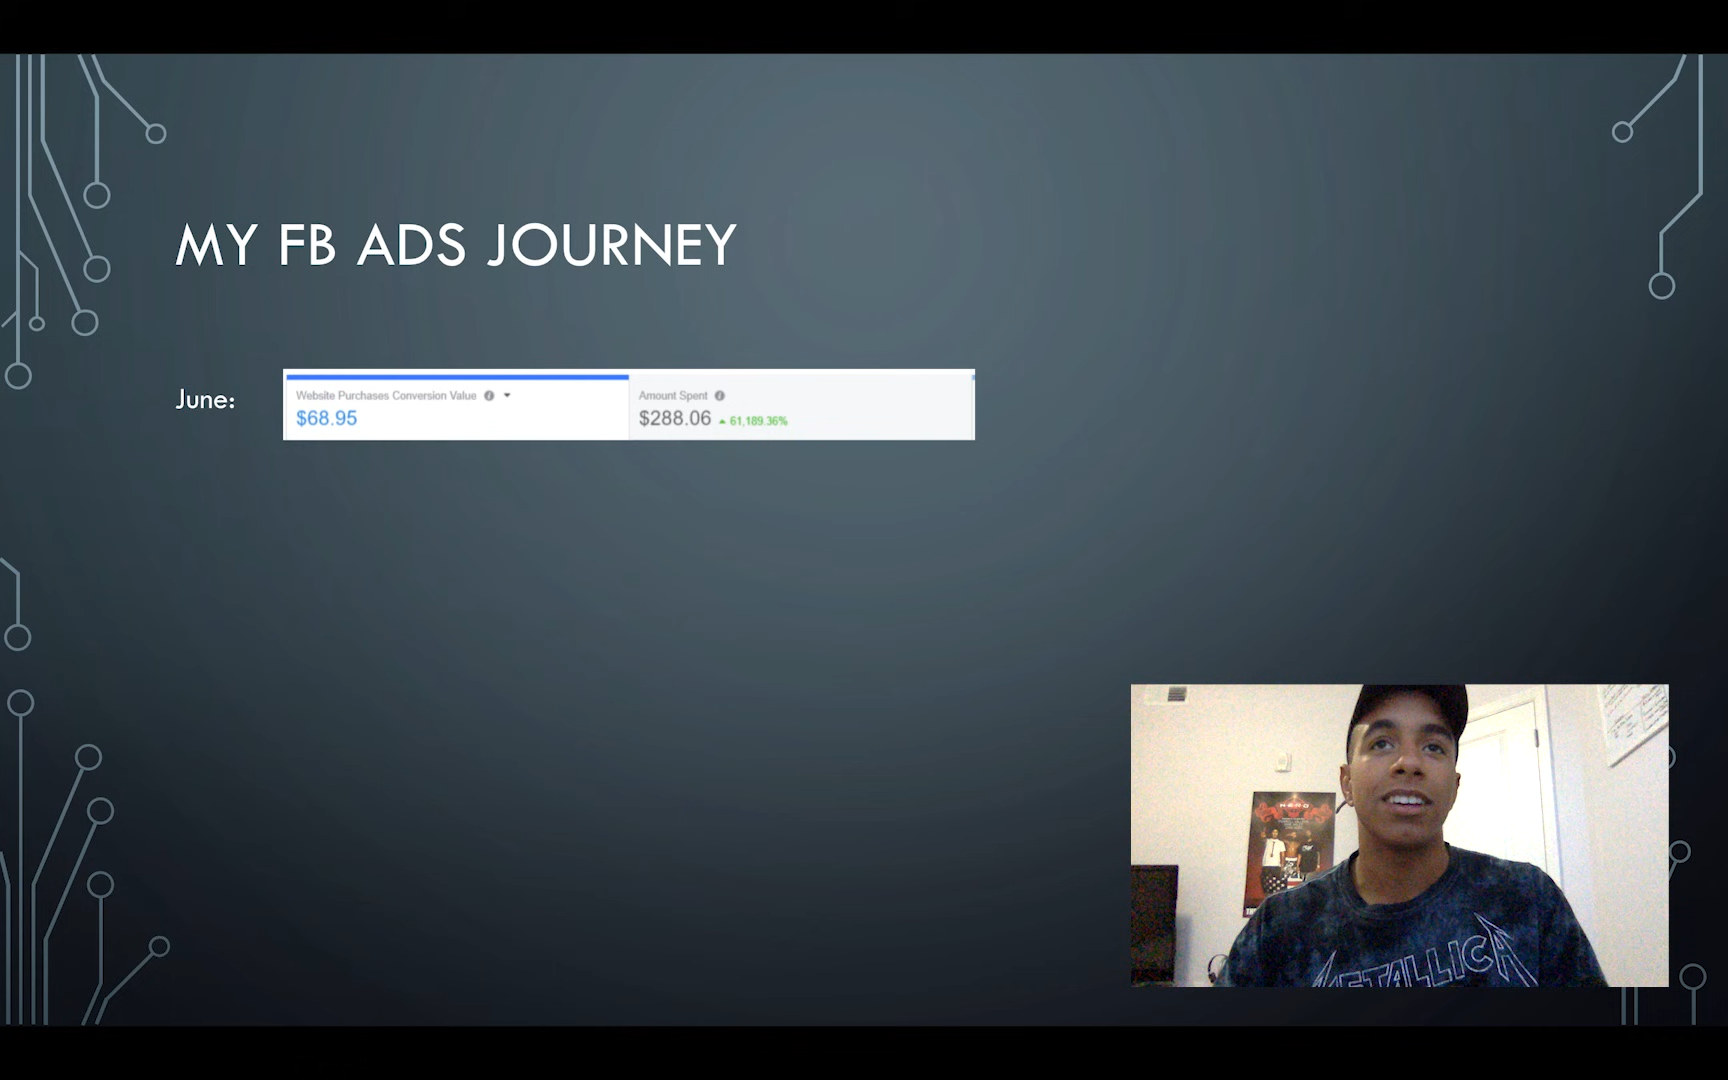 MY FB ADS JOURNEY
June:
Website Purchases Conversion Value
$68.95
Amount Spent
$288.06 61,189.36%
METALLICA